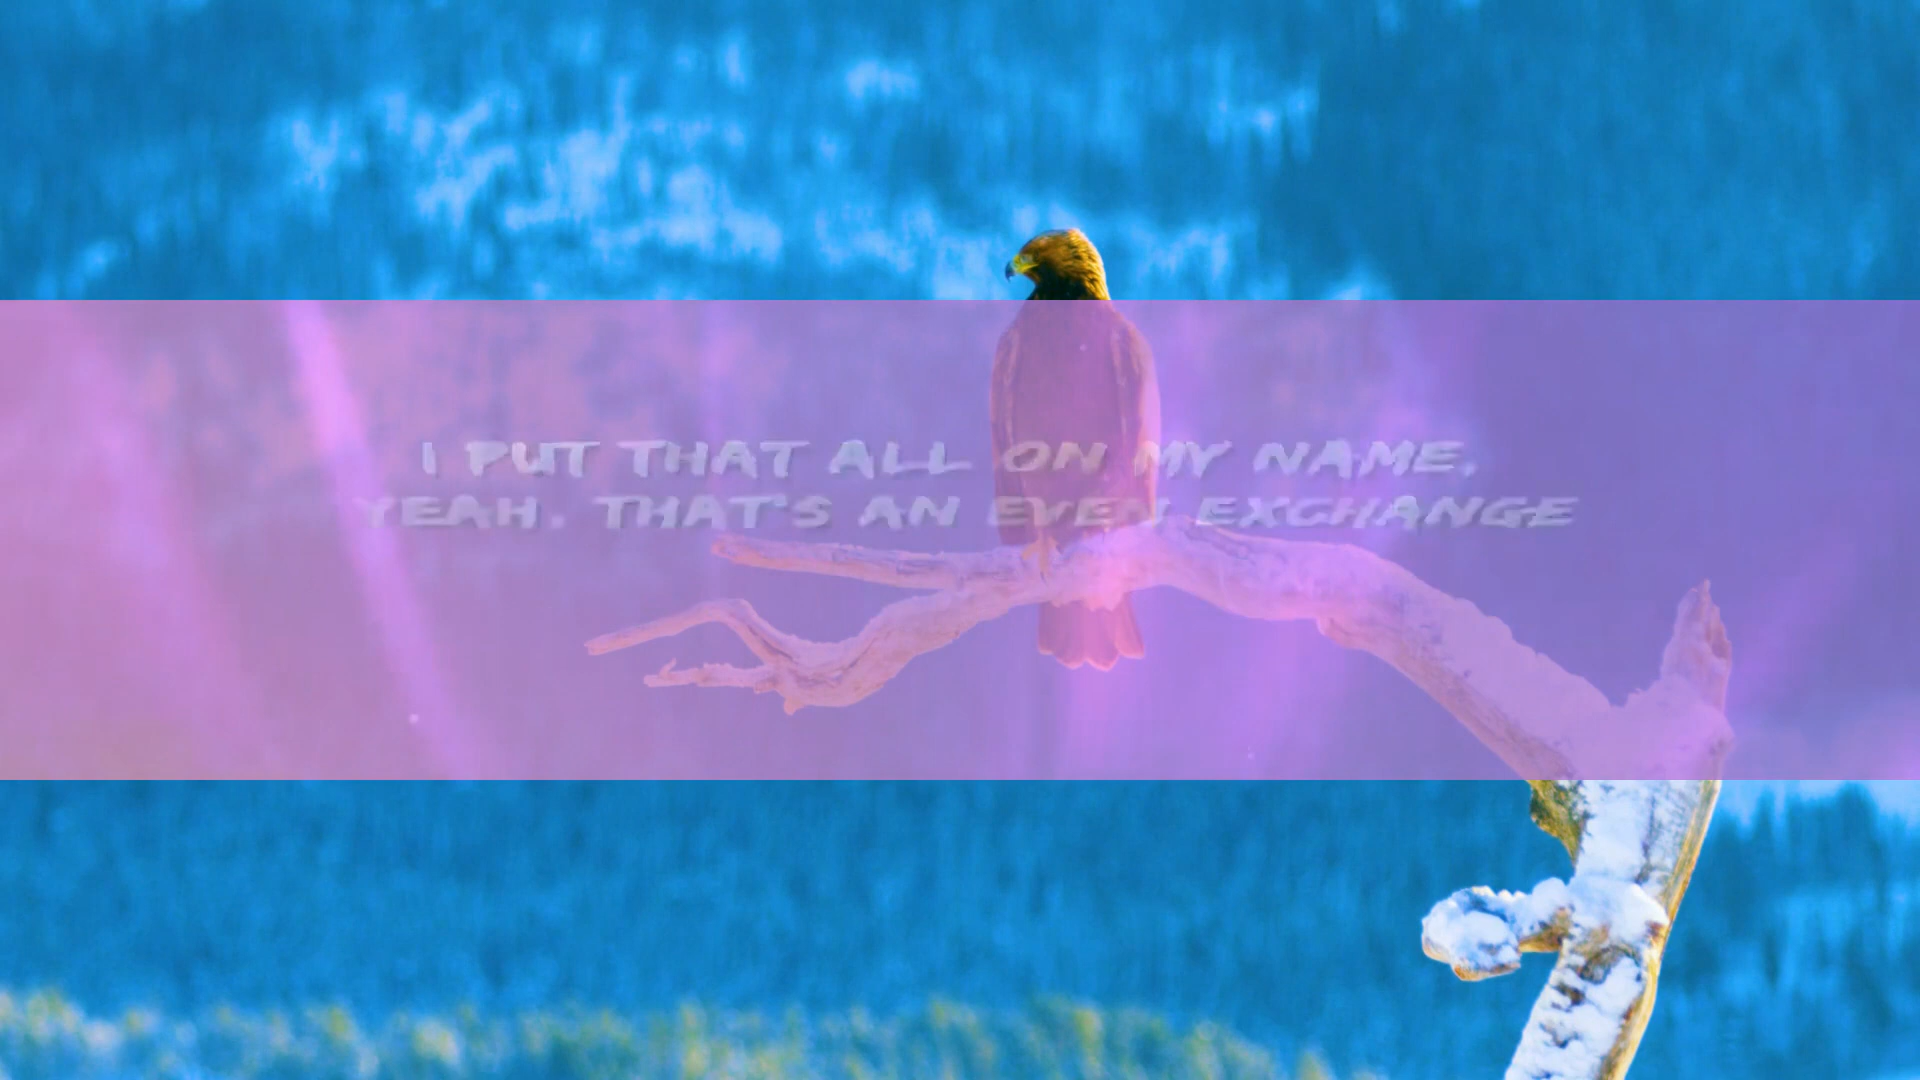 I PUT THAT ALL ON MY NAME,
YEAH, THAT'S AN EVEN EXCHANGE